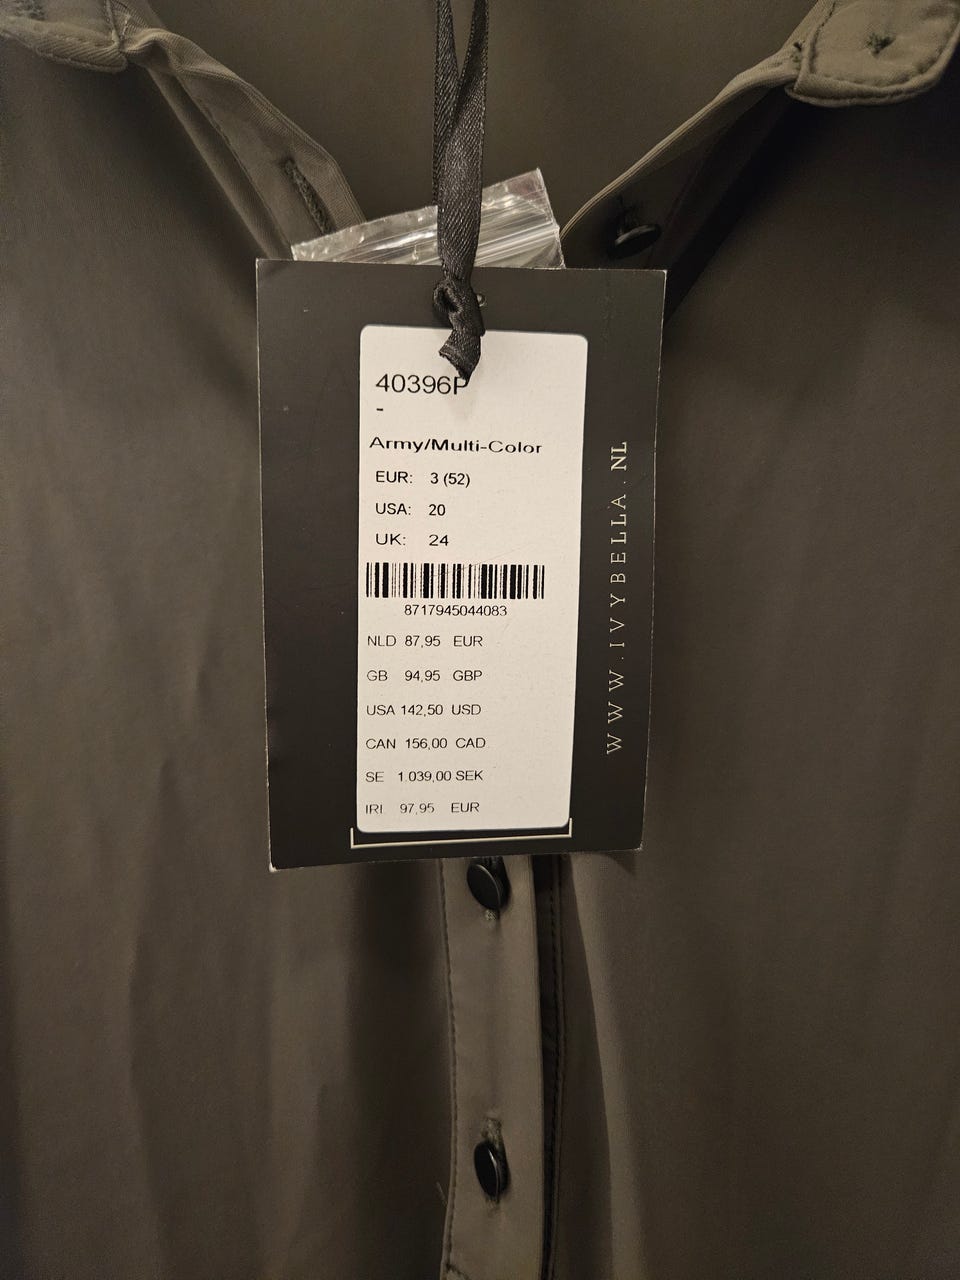 40396P
-
Army/Multi-Color
EUR: 3 (52)
USA: 20
UK: 24
8717945044083
NLD 87,95 EUR
GB 94,95 GBP
USA 142,50 USD
CAN 156,00 CAD
SE 1.039,00 SEK
IRI 97,95 EUR
WWW.IVYBELLA.NL